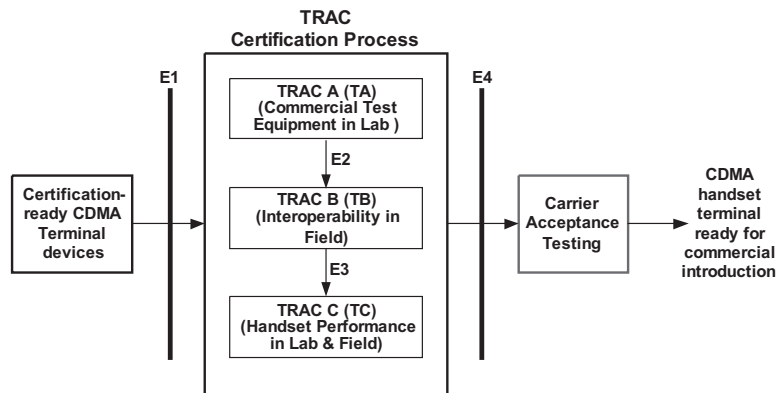 TRAC
Certification Process
E1
E4
TRAC A (TA)
(Commercial Test
Equipment in Lab )
E2
Certification-
ready CDMA
Terminal
devices
TRAC B (TB)
(Interoperability in
Field)
E3
TRAC C (TC)
(Handset Performance
in Lab & Field)
Carrier
Acceptance
Testing
CDMA
handset
terminal
ready for
commercial
introduction